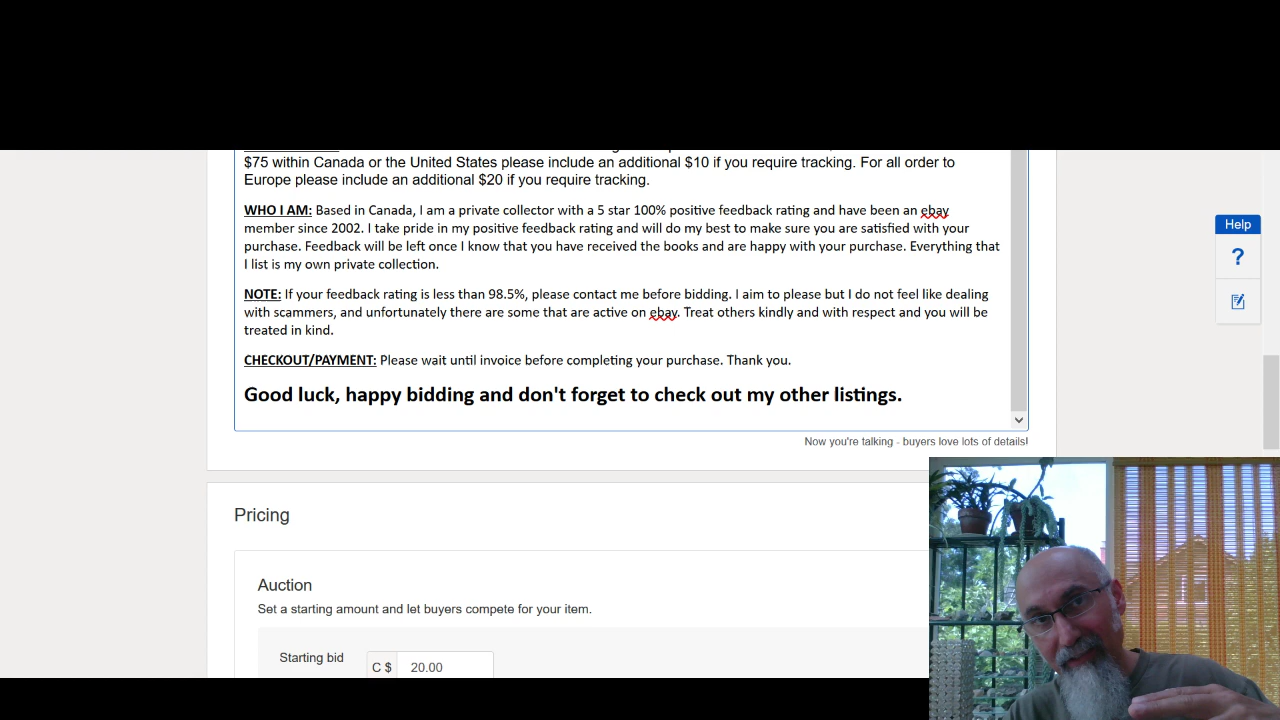 $75 within Canada or the United States please include an additional $10 if you require tracking. For all order to
Europe please include an additional $20 if you require tracking.
WHO I AM: Based in Canada, I am a private collector with a 5 star 100% positive feedback rating and have been an ebay
member since 2002. I take pride in my positive feedback rating and will do my best to make sure you are satisfied with your
purchase. Feedback will be left once I know that you have received the books and are happy with your purchase. Everything that
I list is my own private collection.
NOTE: If your feedback rating is less than 98.5%, please contact me before bidding. I aim to please but I do not feel like dealing
with scammers, and unfortunately there are some that are active on ebay. Treat others kindly and with respect and you will be
treated in kind.
CHECKOUT/PAYMENT: Please wait until invoice before completing your purchase. Thank you.
Good luck, happy bidding and don't forget to check out my other listings.
Now you're talking - buyers love lots of details!
Help
?
Pricing
Auction
Set a starting amount and let buyers compete for your item.
Starting bid
C $ 20.00